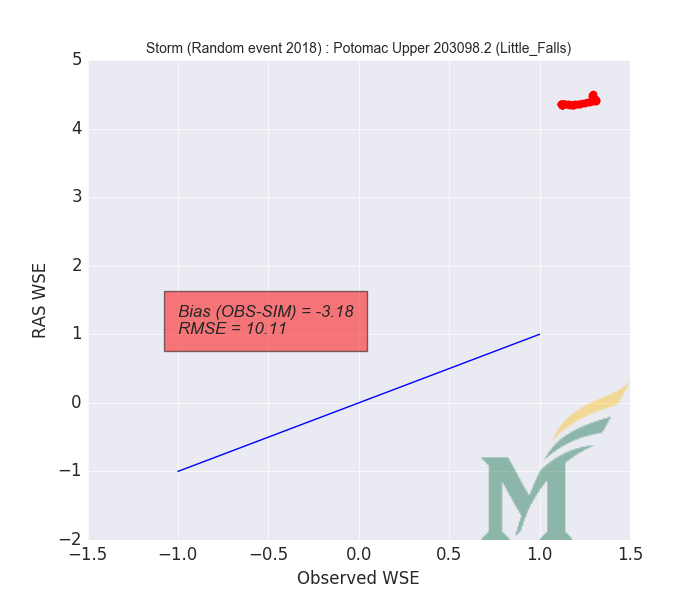 Storm (Random event 2018) : Potomac Upper 203098.2 (Little_Falls)
5
4
3
2
1
0
−1
−2
RAS WSE
Bias (OBS-SIM) = -3.18
RMSE = 10.11
−1.5 −1.0 −0.5 0.0 0.5 1.0 1.5
Observed WSE
M